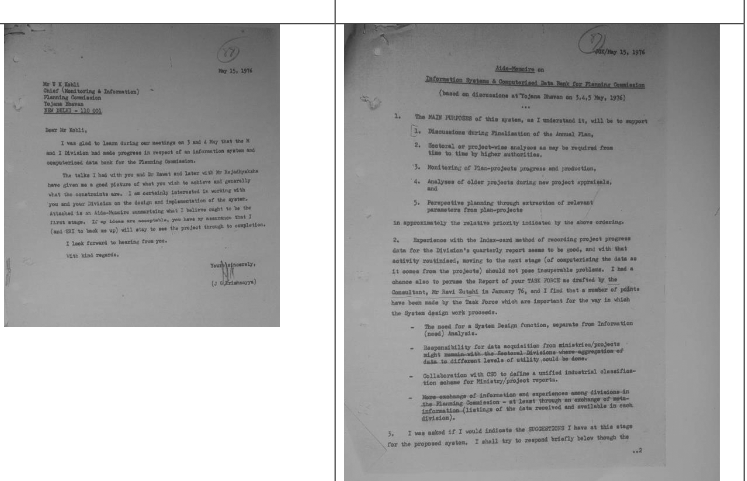 May 15, 1976
Chief (Monitoring & Information)
Planning Commission
Yojana Bhavan
NEW DELHI - 110 001
I was glad to learn during our meetings on 3 and 4 May that the M
and I Division had made progress in respect of an information system and
computerised data bank for the Planning Commission.
The talks I had with you and Dr and later with Mr
have given me a good picture of what you wish to achieve and generally
what the constraints are. I am certainly interested in working with
you and your Division on the design and implementation of the system.
Attached is an Aide-Memoire summarising what I believe ought to be the
first stage. If my ideas are acceptable, you have my assurance that I
(and to back me up) will stay to see the project through to completion.
I look forward to hearing from you.
With kind regards.
Yours sincerely,
May 15, 1976
Aide-Memoire on
Information Systems & Computerised Data Bank for Planning Commission
(based on discussions at Yojana Bhavan on 3,4,5 May, 1976)
...
1. The MAIN PURPOSES of this system, as I understand it, will be to support
1. Discussions during Finalisation of the Annual Plan,
2. Sectoral or project-wise analyses as may be required from
time to time by higher authorities.
3. Monitoring of Plan-projects progress and production,
4. Analyses of older projects during new project appraisals,
and
5. Perspective planning through extraction of relevant
parameters from plan-projects
in approximately the relative priority indicated by the above ordering.
2. Experience with the Index-card method of recording project progress
data for the Division's quarterly report seems to be good, and with that
activity routinised, moving to the next stage (of computerising the data as
it comes from the projects) should not pose insuperable problems. I had a
chance also to peruse the Report of your TASK FORCE as drafted by the
Consultant, Mr Ravi in January 76, and I find that a number of points
have been made by the Task Force which are important for the way in which
the System design work proceeds.
- The need for a System Design function, separate from Information
(need) Analysis.
- Responsibility for data acquisition from ministries/projects
might remain with the Sectoral Divisions where aggregation of
data to different levels of utility could be done.
- Collaboration with CSO to define a unified industrial classifica-
tion scheme for Ministry/project reports.
- More exchange of information and experiences among divisions in
the Planning Commission - at least through an exchange of meta-
information (listings of the data received and available in each
division).
3. I was asked if I would indicate the SUGGESTIONS I have at this stage
for the proposed system. I shall try to respond briefly below though the
..2